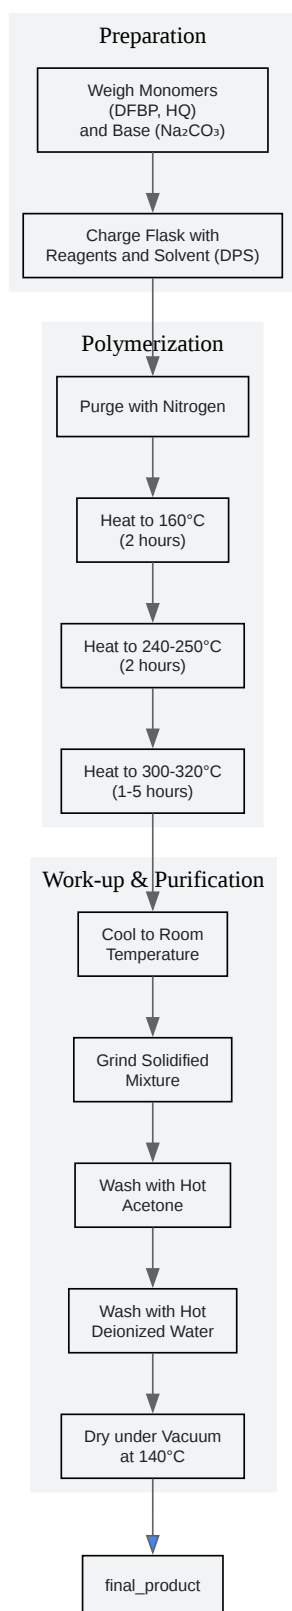 Preparation
Weigh Monomers
(DFBP, HQ)
and Base (Na₂CO₃)
Charge Flask with
Reagents and Solvent (DPS)
Polymerization
Purge with Nitrogen
Heat to 160°C
(2 hours)
Heat to 240-250°C
(2 hours)
Heat to 300-320°C
(1-5 hours)
Work-up & Purification
Cool to Room
Temperature
Grind Solidified
Mixture
Wash with Hot
Acetone
Wash with Hot
Deionized Water
Dry under Vacuum
at 140°C
final_product